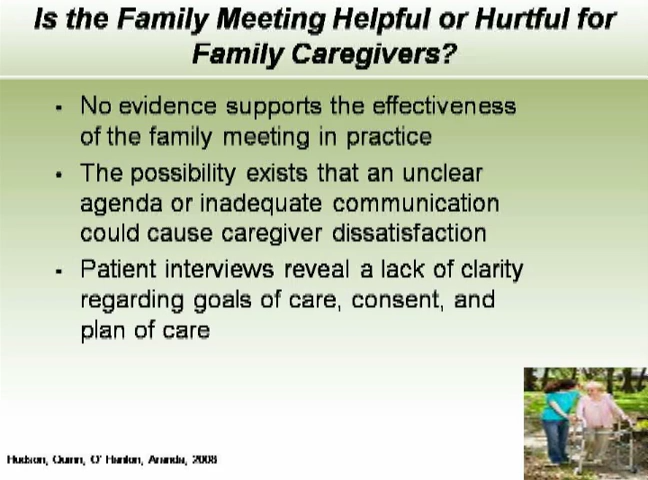 Is the Family Meeting Helpful or Hurtful for
Family Caregivers?
▪ No evidence supports the effectiveness
of the family meeting in practice
▪ The possibility exists that an unclear
agenda or inadequate communication
could cause caregiver dissatisfaction
▪ Patient interviews reveal a lack of clarity
regarding goals of care, consent, and
plan of care
Hudson, Quinn, O' Hanlon, Aranda, 2008